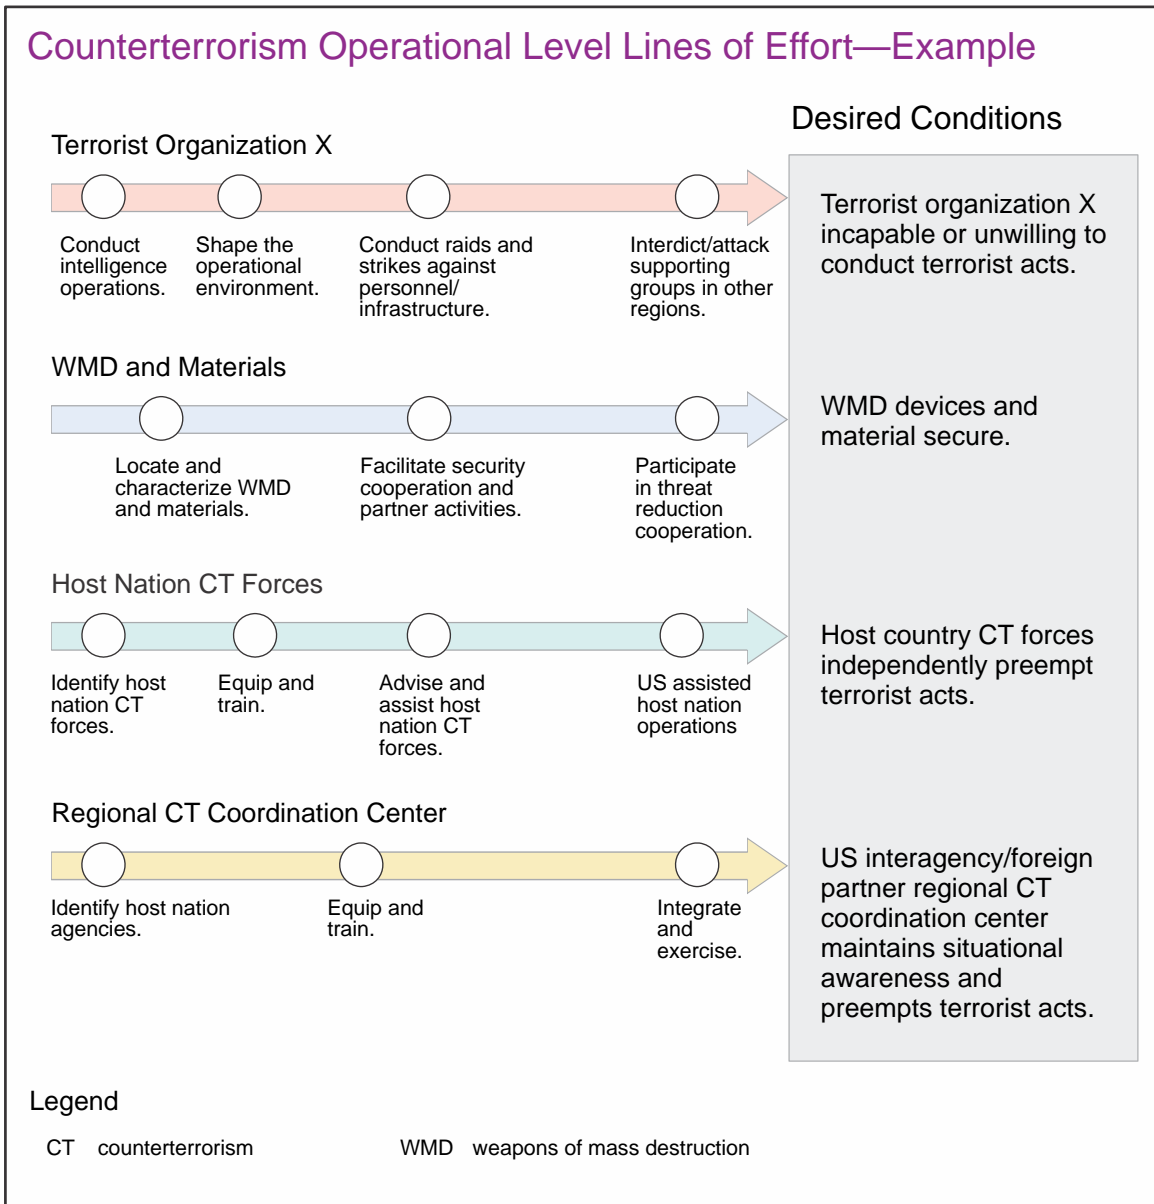 Counterterrorism Operational Level Lines of Effort—Example
Desired Conditions
Terrorist Organization X
Conduct
intelligence
operations.
Shape the
operational
environment.
Conduct raids and
strikes against
personnel/
infrastructure.
Interdict/attack
supporting
groups in other
regions.
Terrorist organization X
incapable or unwilling to
conduct terrorist acts.
WMD and Materials
Locate and
characterize WMD
and materials.
Facilitate security
cooperation and
partner activities.
Participate
in threat
reduction
cooperation.
WMD devices and
material secure.
Host Nation CT Forces
Identify host
nation CT
forces.
Equip and
train.
Advise and
assist host
nation CT
forces.
US assisted
host nation
operations
Host country CT forces
independently preempt
terrorist acts.
Regional CT Coordination Center
Identify host nation
agencies.
Equip and
train.
Integrate
and
exercise.
US interagency/foreign
partner regional CT
coordination center
maintains situational
awareness and
preempts terrorist acts.
Legend
CT counterterrorism
WMD weapons of mass destruction